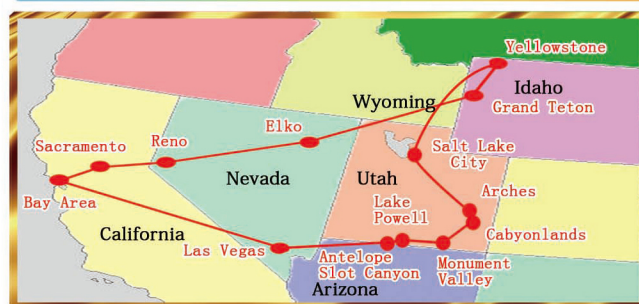 Yellowstone
Idaho
Wyoming
Grand Teton
Elko
Sacramento
Reno
Salt Lake
City
Nevada
Utah
Arches
Bay Area
Lake
Powell
California
Cabyonlands
Las Vegas
Antelope
Slot Canyon
Monument
Valley
Arizona